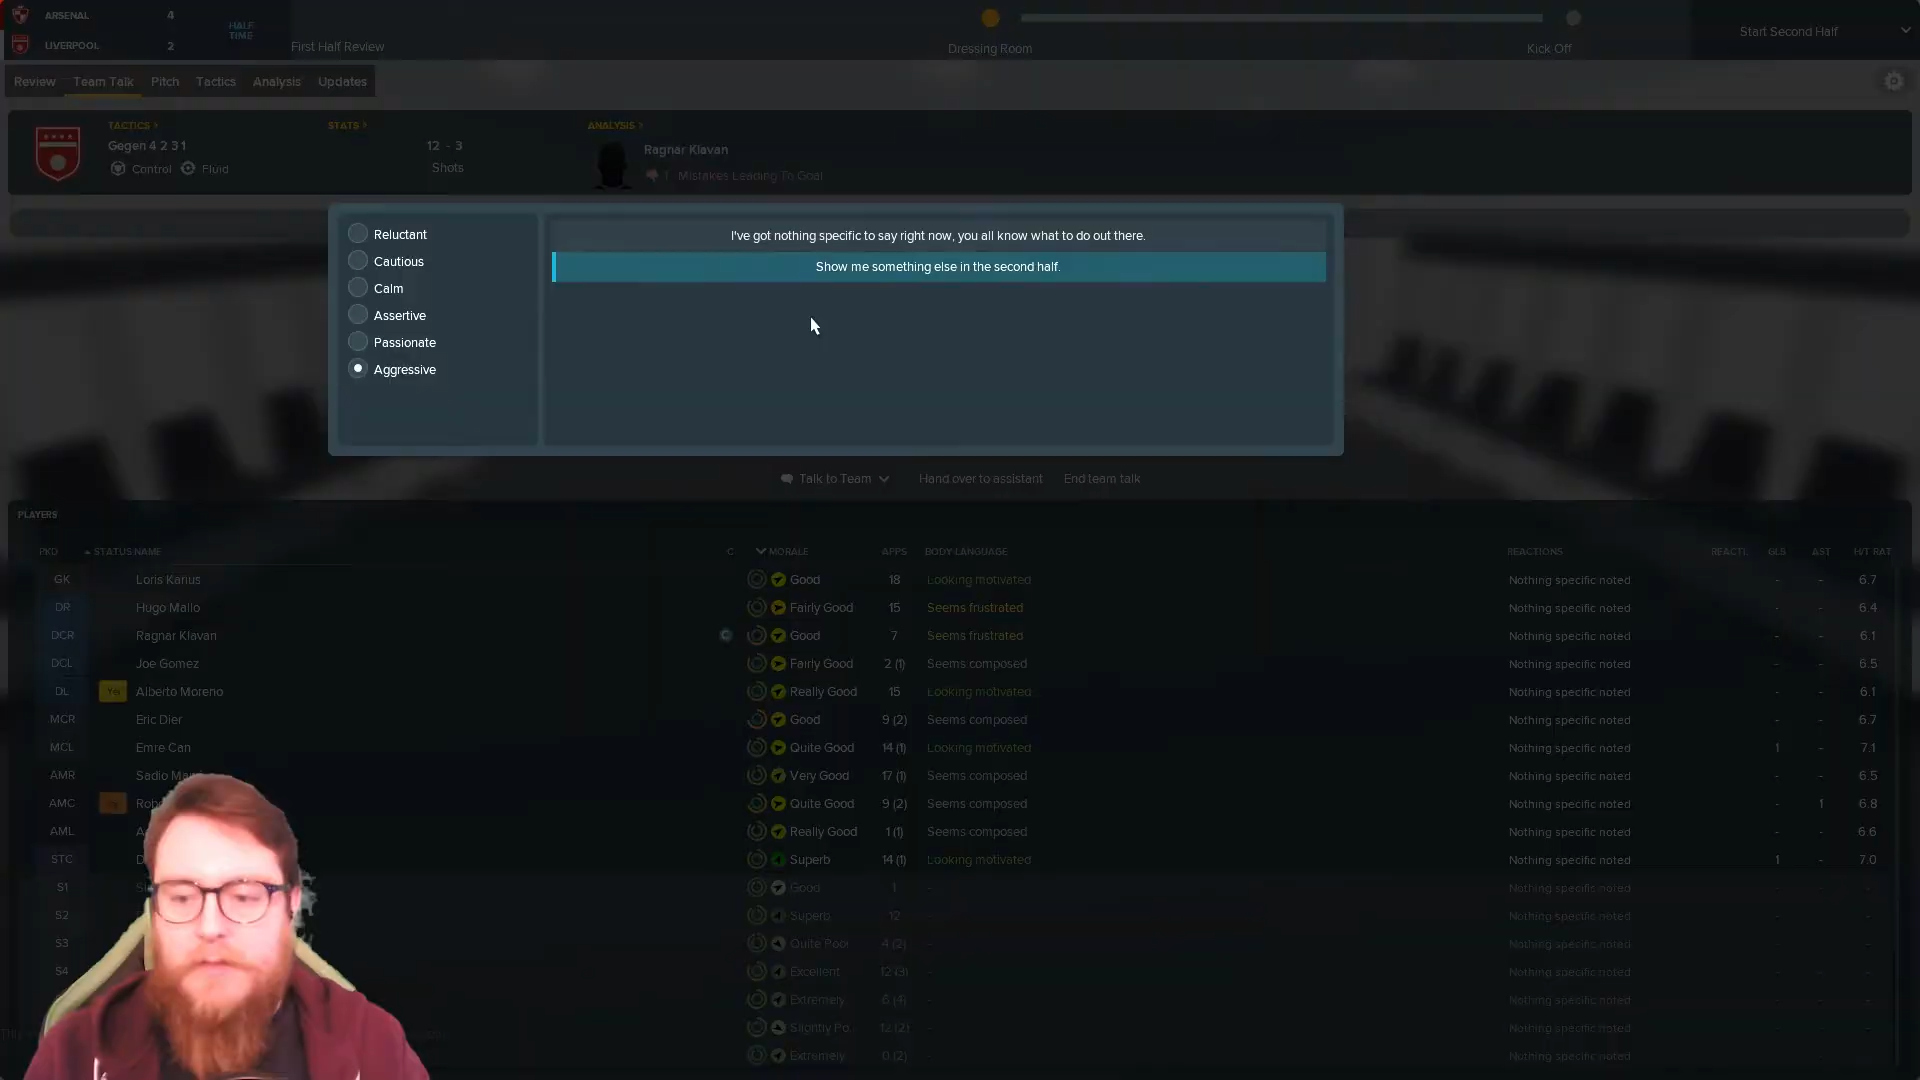 ARSENAL 4
LIVERPOOL 2
HALF TIME
First Half Review
Dressing Room
Kick Off
Start Second Half
Review Team Talk Pitch Tactics Analysis Updates
TACTICS >
Gegen 4 2 3 1
Control Fluid
STATS >
12 - 3
Shots
ANALYSIS >
Ragnar Klavan
1 Mistakes Leading To Goal
Reluctant
Cautious
Calm
Assertive
Passionate
Aggressive
I've got nothing specific to say right now, you all know what to do out there.
Show me something else in the second half.
Talk to Team Hand over to assistant End team talk
PLAYERS
PKD STATUS NAME C MORALE APPS BODY LANGUAGE REACTIONS REACTI.. GLS AST H/T RAT
GK Loris Karius Good 18 Looking motivated Nothing specific noted - - 6.7
DR Hugo Mallo Fairly Good 15 Seems frustrated Nothing specific noted - - 6.4
DCR Ragnar Klavan C Good 7 Seems frustrated Nothing specific noted - - 6.1
DCL Joe Gomez Fairly Good 2 (1) Seems composed Nothing specific noted - - 6.5
DL Yel Alberto Moreno Really Good 15 Looking motivated Nothing specific noted - - 6.1
MCR Eric Dier Good 9 (2) Seems composed Nothing specific noted - - 6.7
MCL Emre Can Quite Good 14 (1) Looking motivated Nothing specific noted 1 - 7.1
AMR Sadio Very Good 17 (1) Seems composed Nothing specific noted - - 6.5
AMC Quite Good 9 (2) Seems composed Nothing specific noted - 1 6.8
AML Really Good 1 (1) Seems composed Nothing specific noted - - 6.6
STC Superb 14 (1) Looking motivated Nothing specific noted 1 - 7.0
S1 Good 1 - Nothing specific noted - - -
S2 Superb 12 - Nothing specific noted - - -
S3 Quite Poor 4 (2) - Nothing specific noted - - -
S4 Excellent 12 (3) - Nothing specific noted - - -
Extremely 6 (4) - Nothing specific noted - - -
Slightly Po.. 12 (2) - Nothing specific noted - - -
Extremely 0 (2) - Nothing specific noted - - -